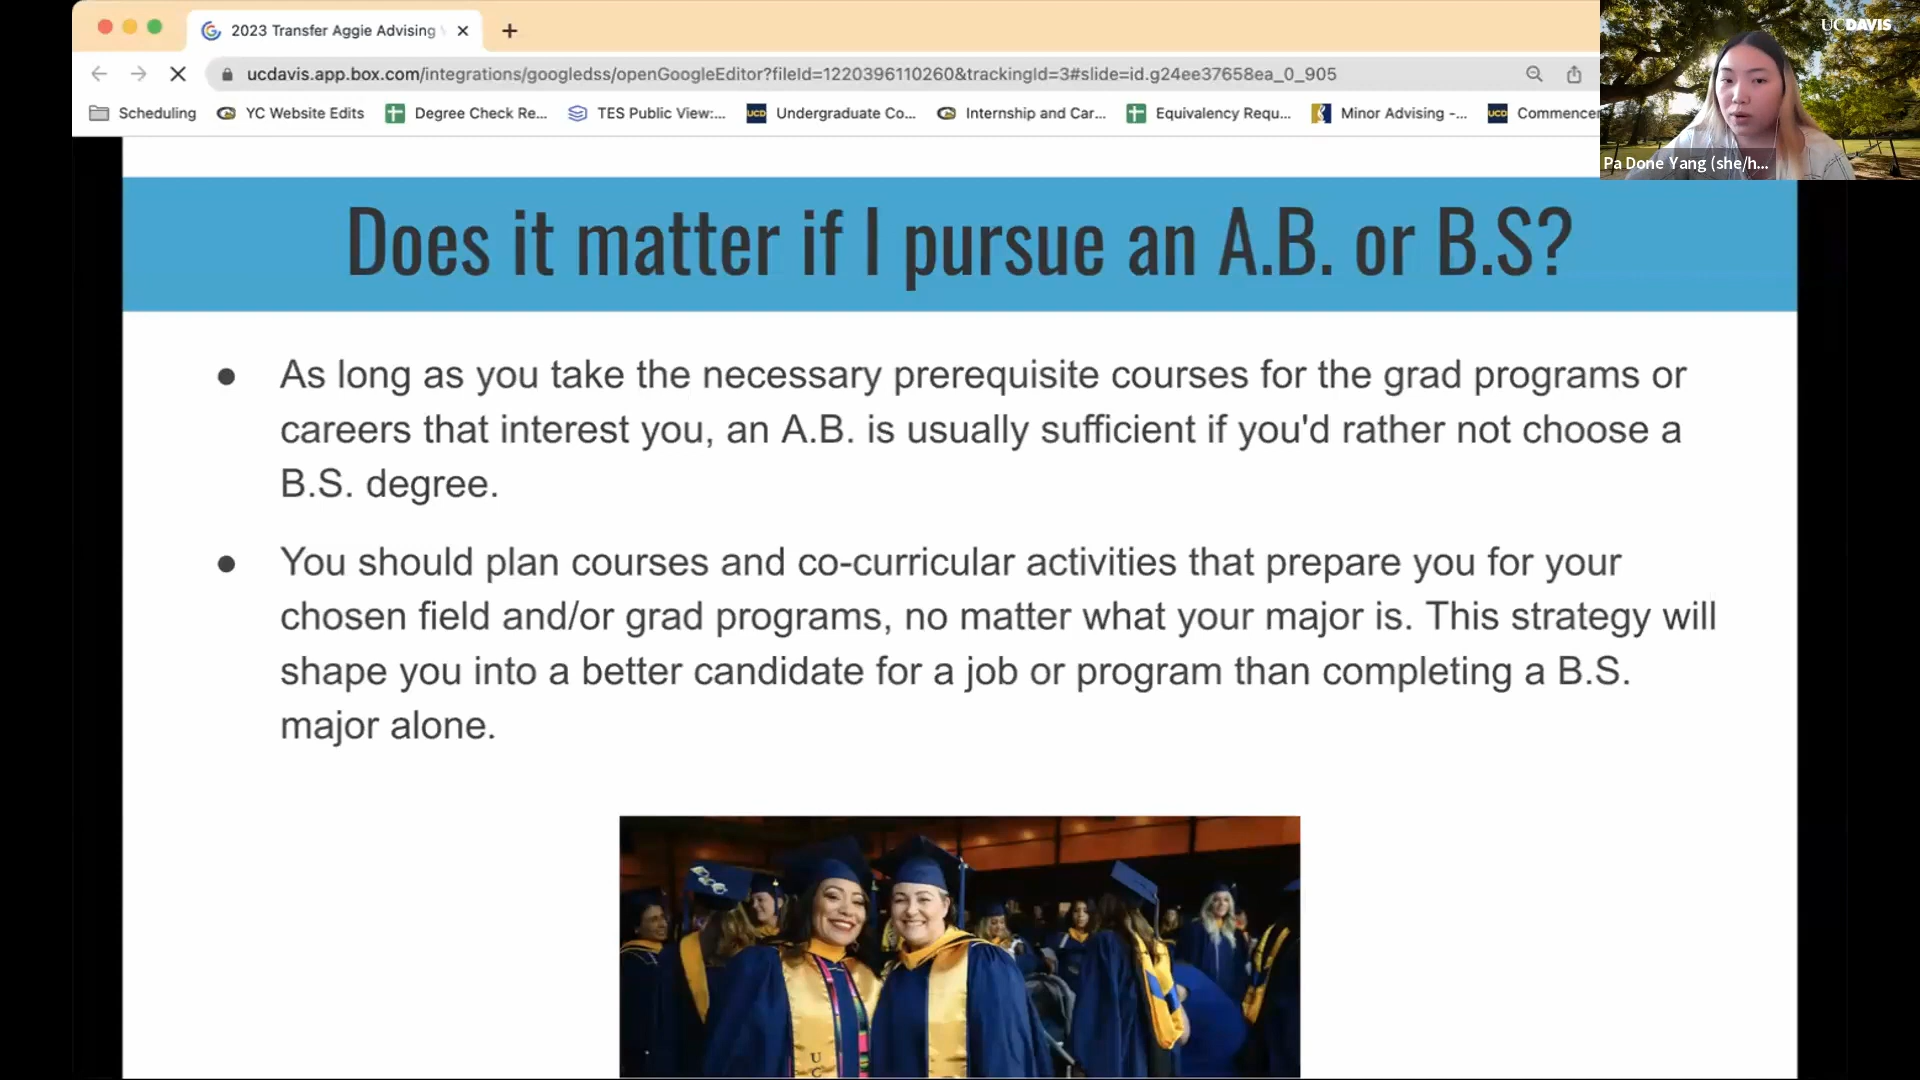 2023 Transfer Aggie Advising
ucdavis.app.box.com/integrations/googledss/openGoogleEditor?fileId=1220396110260&trackingId=3#slide=id.g24ee37658ea_0_905
Scheduling
YC Website Edits
Degree Check Re...
TES Public View:...
UCD
Undergraduate Co...
Internship and Car...
Equivalency Requ...
Minor Advising -...
UCD
Commencer
UCDAVIS
Pa Done Yang (she/h...
Does it matter if I pursue an A.B. or B.S?
● As long as you take the necessary prerequisite courses for the grad programs or
careers that interest you, an A.B. is usually sufficient if you'd rather not choose a
B.S. degree.
● You should plan courses and co-curricular activities that prepare you for your
chosen field and/or grad programs, no matter what your major is. This strategy will
shape you into a better candidate for a job or program than completing a B.S.
major alone.
U
C